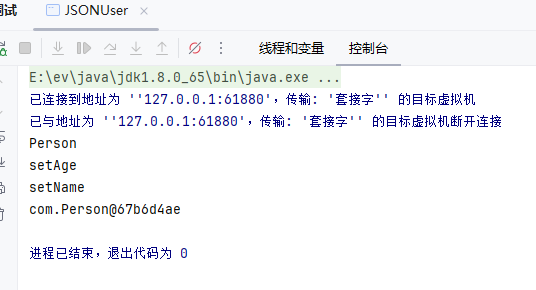 调试
JSONUser ×
线程和变量 控制台
E:\ev\java\jdk1.8.0_65\bin\java.exe ...
已连接到地址为 ''127.0.0.1:61880'，传输: '套接字'' 的目标虚拟机
已与地址为 ''127.0.0.1:61880'，传输: '套接字'' 的目标虚拟机断开连接
Person
setAge
setName
com.Person@67b6d4ae
进程已结束，退出代码为 0